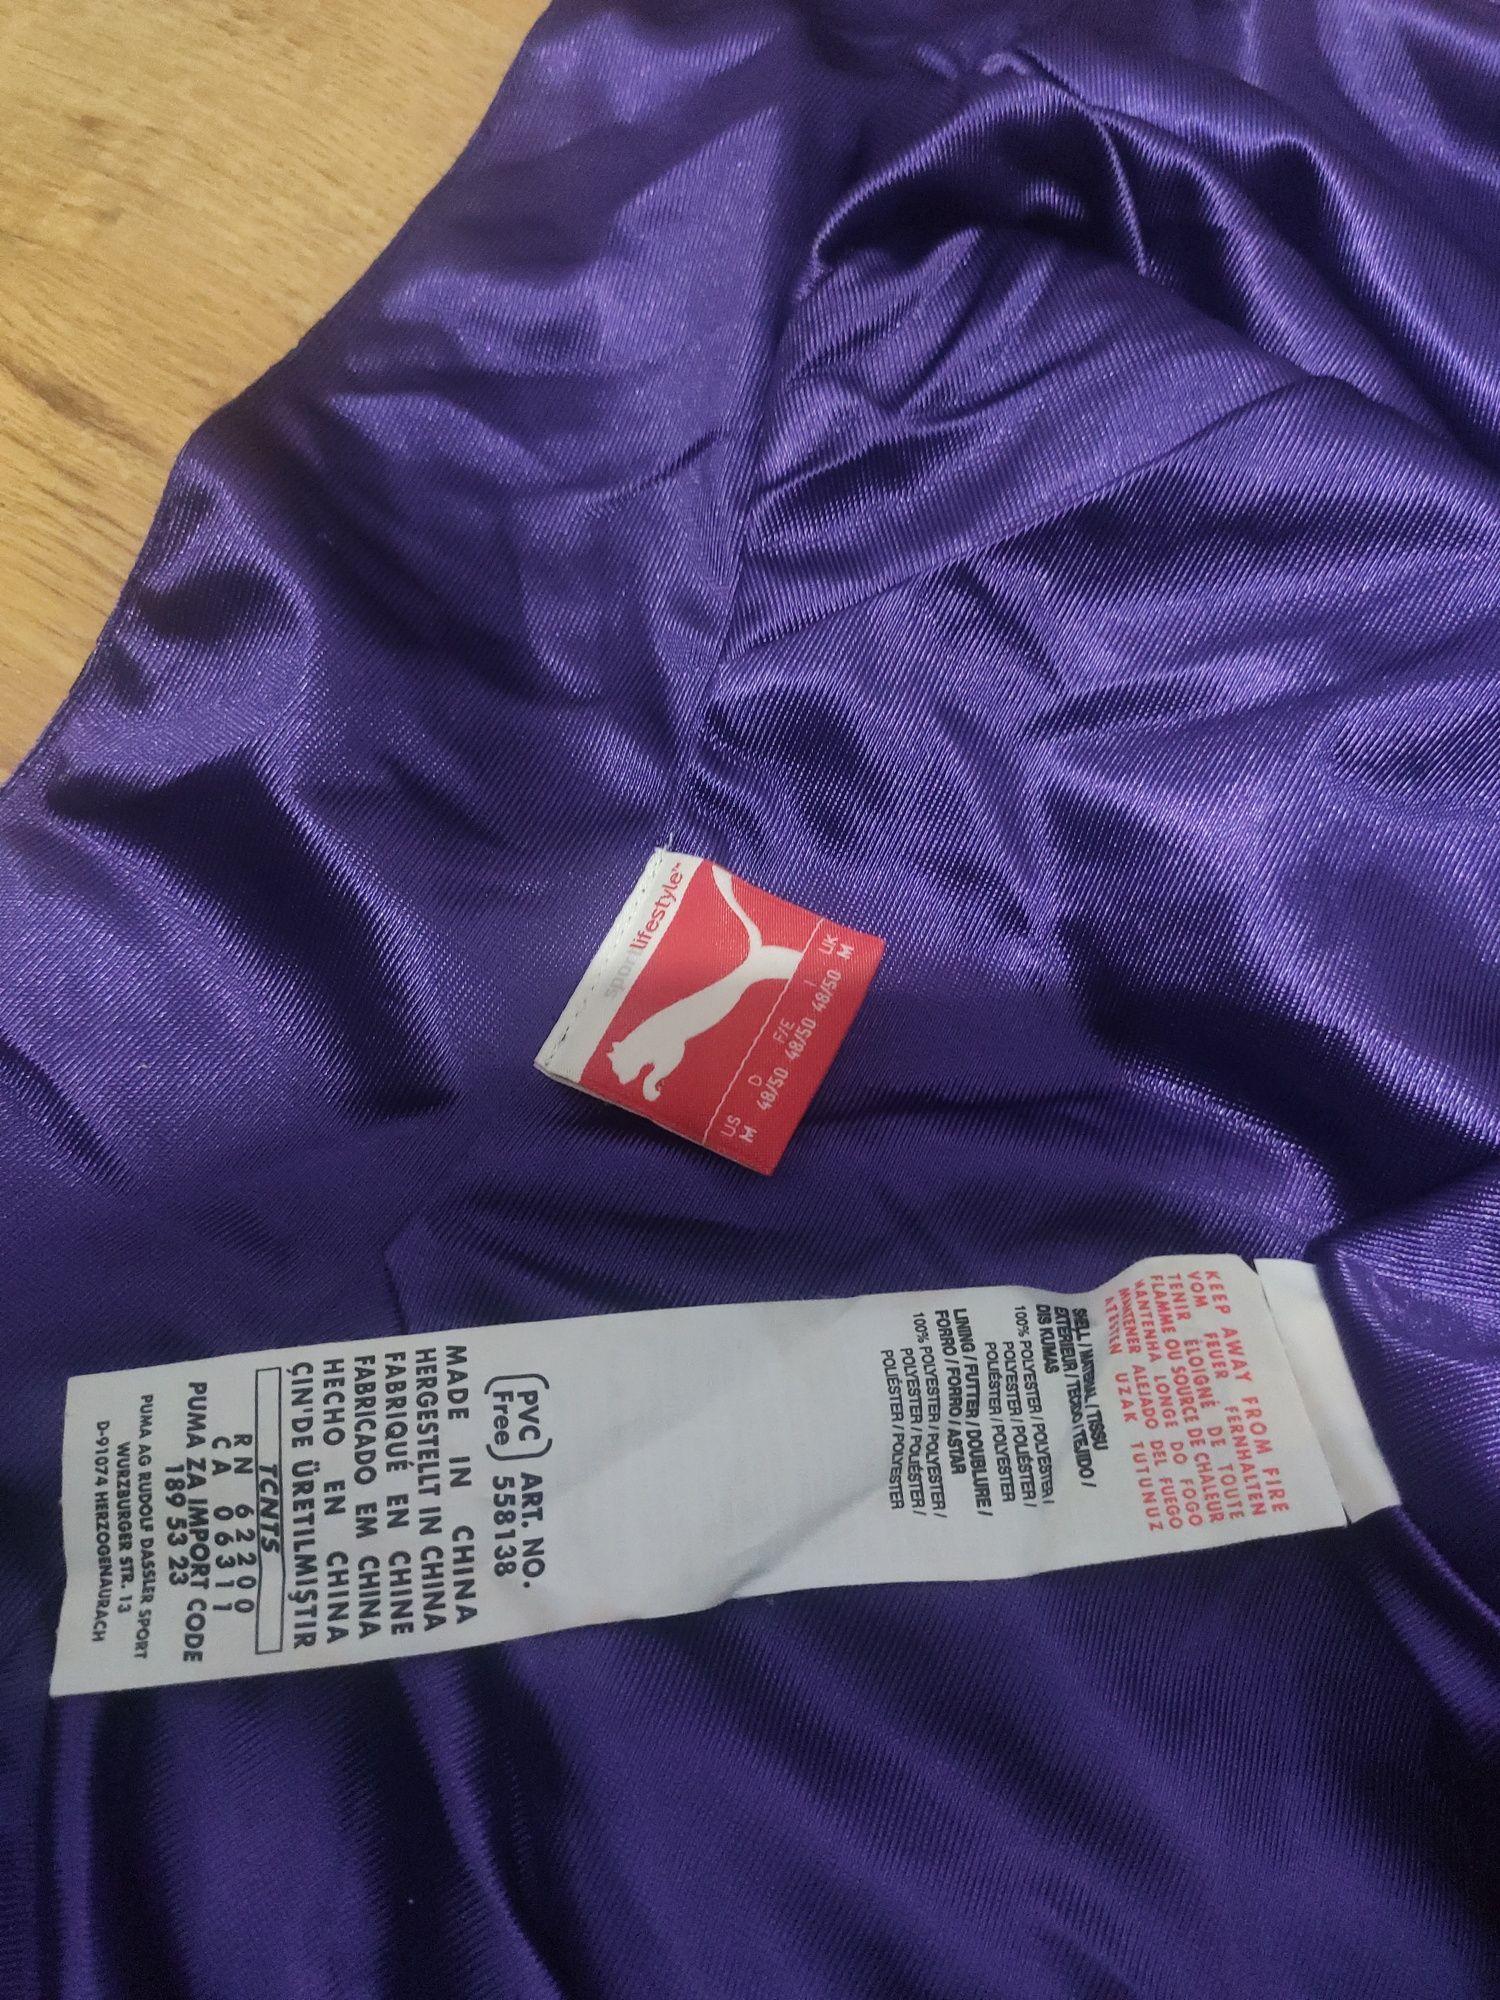 sportlifestyle™
US D F/E I UK
M 48/50 48/50 48/50 M
KEEP AWAY FROM FIRE
VOM FEUER FERNHALTEN
TENIR ÉLOIGNÉ DE TOUTE
FLAMME OU SOURCE DE CHALEUR
MANTENHA LONGE DO FOGO
MANTENER ALEJADO DEL FUEGO
ATEŞTEN UZAK TUTUNUZ
SHELL / MATERIAL / TISSU
EXTÉRIEUR / TECIDO / TEJIDO /
DIŞ KUMAŞ
100% POLYESTER / POLYESTER /
POLYESTER / POLIÉSTER /
POLIÉSTER / POLYESTER
LINING / FUTTER / DOUBLURE /
FORRO / FORRO / ASTAR
100% POLYESTER / POLYESTER /
POLYESTER / POLIÉSTER /
POLIÉSTER / POLYESTER
PVC Free ART. NO. 558138
MADE IN CHINA
HERGESTELLT IN CHINA
FABRIQUÉ EN CHINE
FABRICADO EM CHINA
HECHO EN CHINA
ÇIN'DE ÜRETILMIŞTIR
TCNTS
RN 62200
CA 06311
PUMA ZA IMPORT CODE
189 53 23
PUMA AG RUDOLF DASSLER SPORT
WURZBURGER STR. 13
D-91074 HERZOGENAURACH